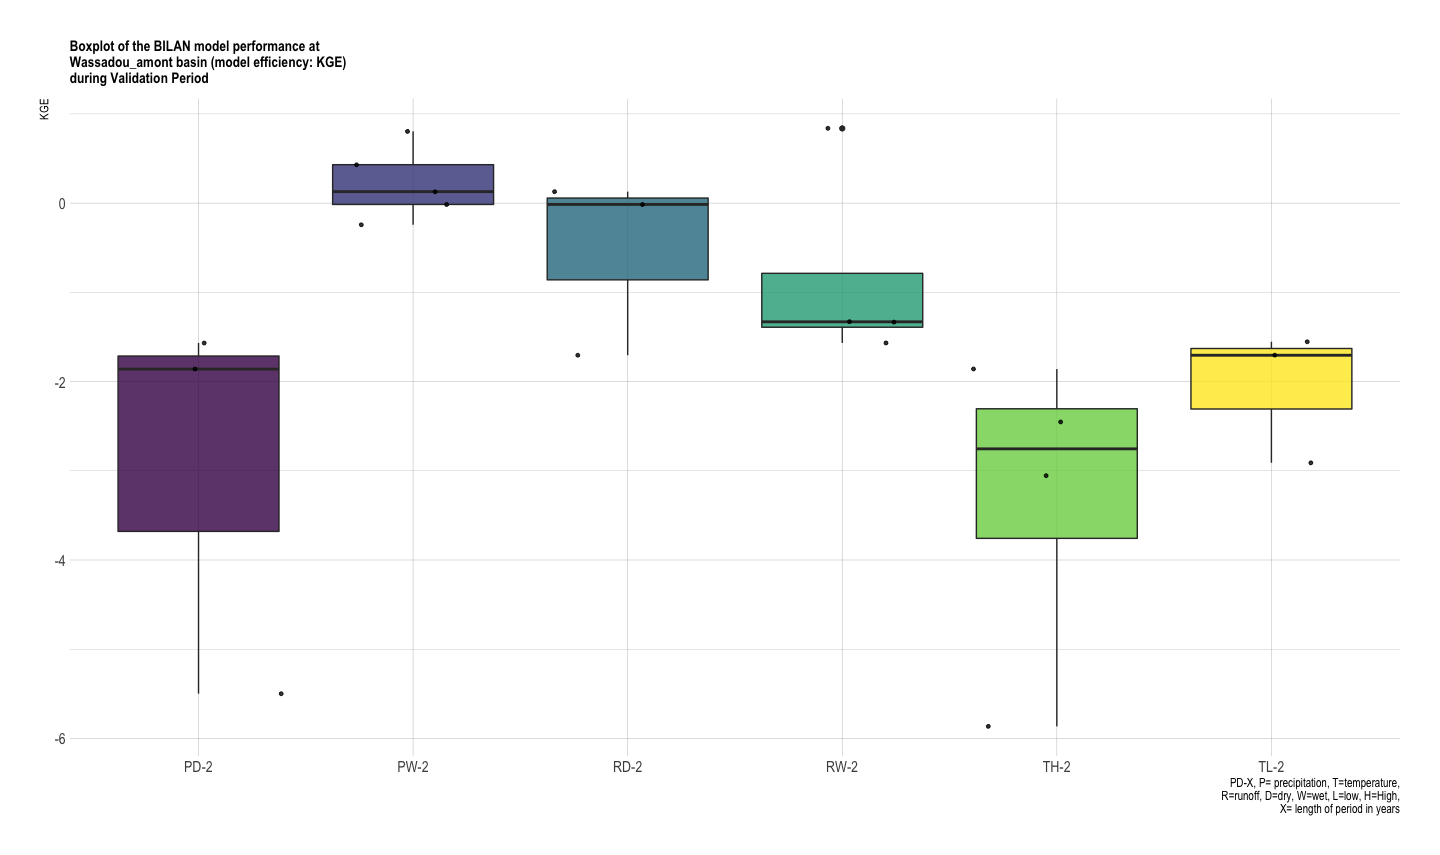 Boxplot of the BILAN model performance at
Wassadou_amont basin (model efficiency: KGE)
during Validation Period
KGE
0
-2
-4
-6
PD-2 PW-2 RD-2 RW-2 TH-2 TL-2
PD-X, P= precipitation, T=temperature,
R=runoff, D=dry, W=wet, L=low, H=High,
X= length of period in years